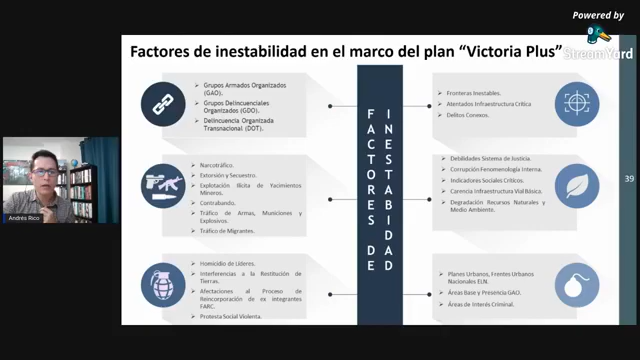 Powered by
StreamYard
Factores de inestabilidad en el marco del plan “Victoria Plus”
➢ Grupos Armados Organizados
(GAO).
➢ Grupos Delincuenciales
Organizados (GDO).
➢ Delincuencia Organizada
Transnacional (DOT).
➢ Narcotráfico.
➢ Extorsión y Secuestro.
➢ Explotación Ilícita de Yacimientos
Mineros.
➢ Contrabando.
➢ Tráfico de Armas, Municiones y
Explosivos.
➢ Tráfico de Migrantes.
➢ Homicidio de Líderes.
➢ Interferencias a la Restitución de
Tierras.
➢ Afectaciones al Proceso de
Reincorporación de ex integrantes
FARC.
➢ Protesta Social Violenta.
FACTORES DE
INESTABIDAD
➢ Fronteras Inestables.
➢ Atentados Infraestructura Crítica
➢ Delitos Conexos.
➢ Debilidades Sistema de Justicia.
➢ Corrupción Fenomenología Interna.
➢ Indicadores Sociales Críticos.
➢ Carencia Infraestructura Vial Básica.
➢ Degradación Recursos Naturales y
Medio Ambiente.
➢ Planes Urbanos, Frentes Urbanos
Nacionales ELN.
➢ Áreas Base y Presencia GAO.
➢ Áreas de Interés Criminal.
39
Andrés Rico